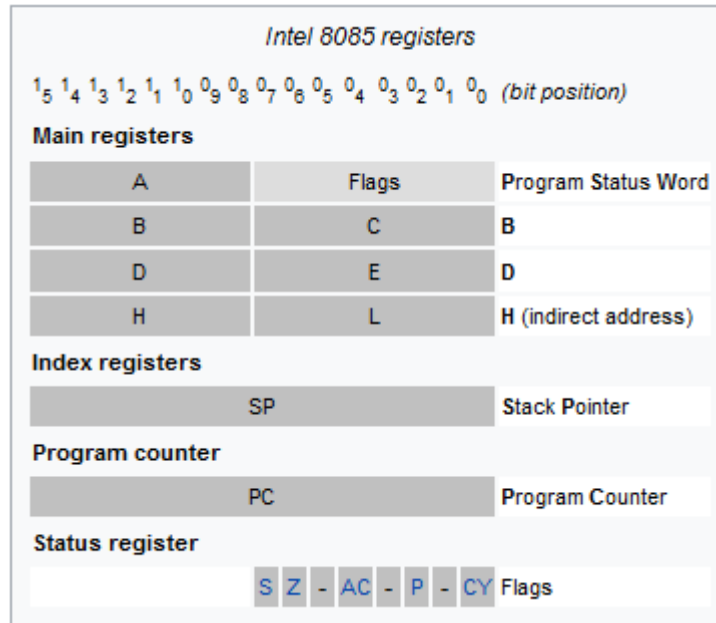 Intel 8085 registers
15 14 13 12 11 10 09 08 07 06 05 04 03 02 01 00 (bit position)
Main registers
A Flags Program Status Word
B C B
D E D
H L H (indirect address)
Index registers
SP Stack Pointer
Program counter
PC Program Counter
Status register
S Z - AC - P - CY Flags